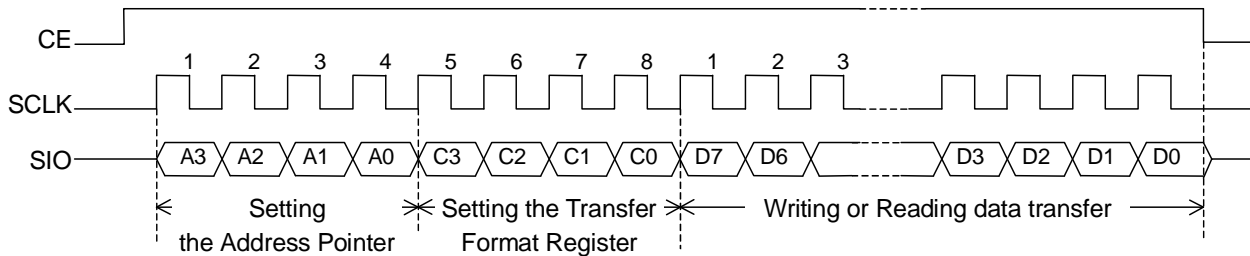 CE
1 2 3 4 5 6 7 8 1 2 3
SCLK
SIO A3 A2 A1 A0 C3 C2 C1 C0 D7 D6 D3 D2 D1 D0
Setting Setting the Transfer Writing or Reading data transfer
the Address Pointer Format Register